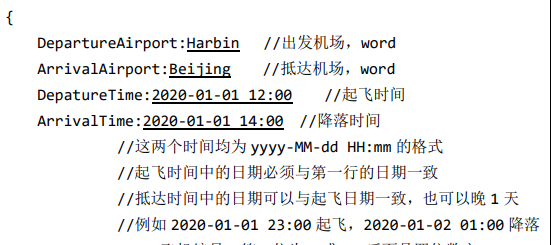 {
DepartureAirport:Harbin //出发机场，word
ArrivalAirport:Beijing //抵达机场，word
DepatureTime:2020-01-01 12:00 //起飞时间
ArrivalTime:2020-01-01 14:00 //降落时间
//这两个时间均为 yyyy-MM-dd HH:mm 的格式
//起飞时间中的日期必须与第一行的日期一致
//抵达时间中的日期可以与起飞日期一致，也可以晚 1 天
//例如 2020-01-01 23:00 起飞，2020-01-02 01:00 降落